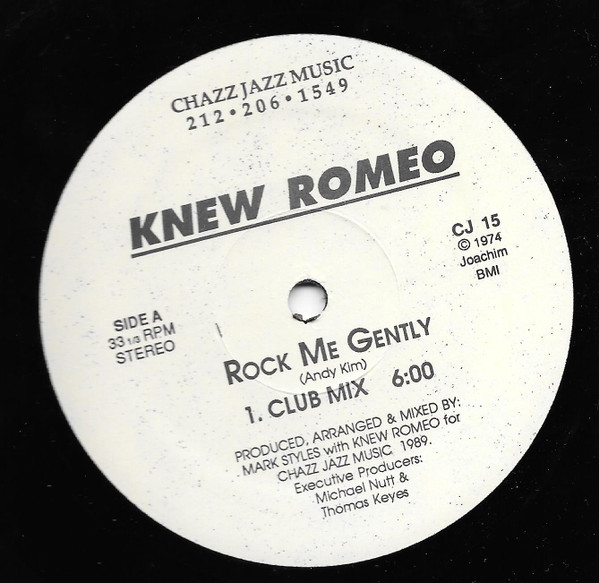 CHAZZ JAZZ MUSIC
212•206•1549
KNEW ROMEO
CJ 15
© 1974
Joachim
BMI
SIDE A
33 1/3 RPM
STEREO
ROCK ME GENTLY
(Andy Kim)
1. CLUB MIX 6:00
PRODUCED, ARRANGED & MIXED BY:
MARK STYLES with KNEW ROMEO for
CHAZZ JAZZ MUSIC 1989.
Executive Producers:
Michael Nutt &
Thomas Keyes